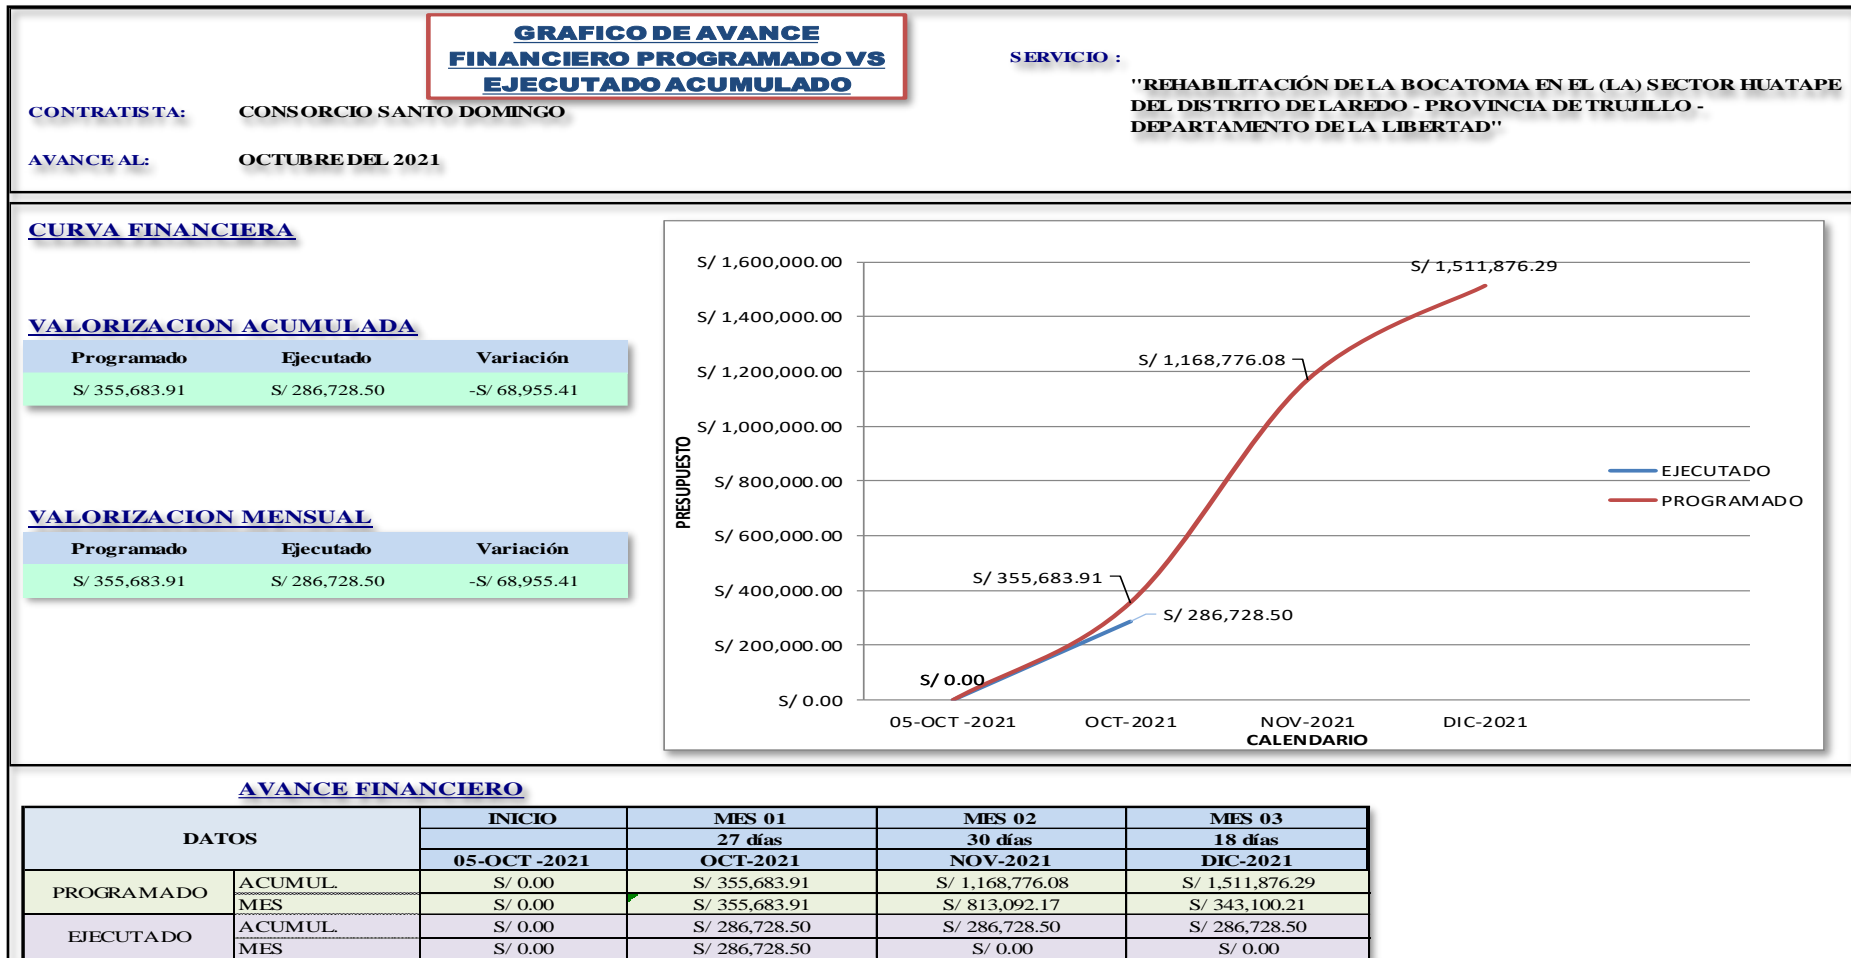 GRAFICO DE AVANCE
FINANCIERO PROGRAMADO VS
EJECUTADO ACUMULADO
SERVICIO :
"REHABILITACIÓN DE LA BOCATOMA EN EL (LA) SECTOR HUATAPE
DEL DISTRITO DE LAREDO - PROVINCIA DE TRUJILLO -
DEPARTAMENTO DE LA LIBERTAD"
CONTRATISTA: CONSORCIO SANTO DOMINGO
AVANCE AL: OCTUBRE DEL 2021
CURVA FINANCIERA
VALORIZACION ACUMULADA
Programado Ejecutado Variación
S/ 355,683.91 S/ 286,728.50 -S/ 68,955.41
VALORIZACION MENSUAL
Programado Ejecutado Variación
S/ 355,683.91 S/ 286,728.50 -S/ 68,955.41
PRESUPUESTO
S/ 1,600,000.00
S/ 1,400,000.00
S/ 1,200,000.00
S/ 1,000,000.00
S/ 800,000.00
S/ 600,000.00
S/ 400,000.00
S/ 200,000.00
S/ 0.00
S/ 1,511,876.29
S/ 1,168,776.08
S/ 355,683.91
S/ 286,728.50
S/ 0.00
EJECUTADO
PROGRAMADO
05-OCT -2021 OCT-2021 NOV-2021 DIC-2021
CALENDARIO
AVANCE FINANCIERO
DATOS INICIO MES 01 MES 02 MES 03
27 días 30 días 18 días
05-OCT -2021 OCT-2021 NOV-2021 DIC-2021
PROGRAMADO ACUMUL. S/ 0.00 S/ 355,683.91 S/ 1,168,776.08 S/ 1,511,876.29
MES S/ 0.00 S/ 355,683.91 S/ 813,092.17 S/ 343,100.21
EJECUTADO ACUMUL. S/ 0.00 S/ 286,728.50 S/ 286,728.50 S/ 286,728.50
MES S/ 0.00 S/ 286,728.50 S/ 0.00 S/ 0.00